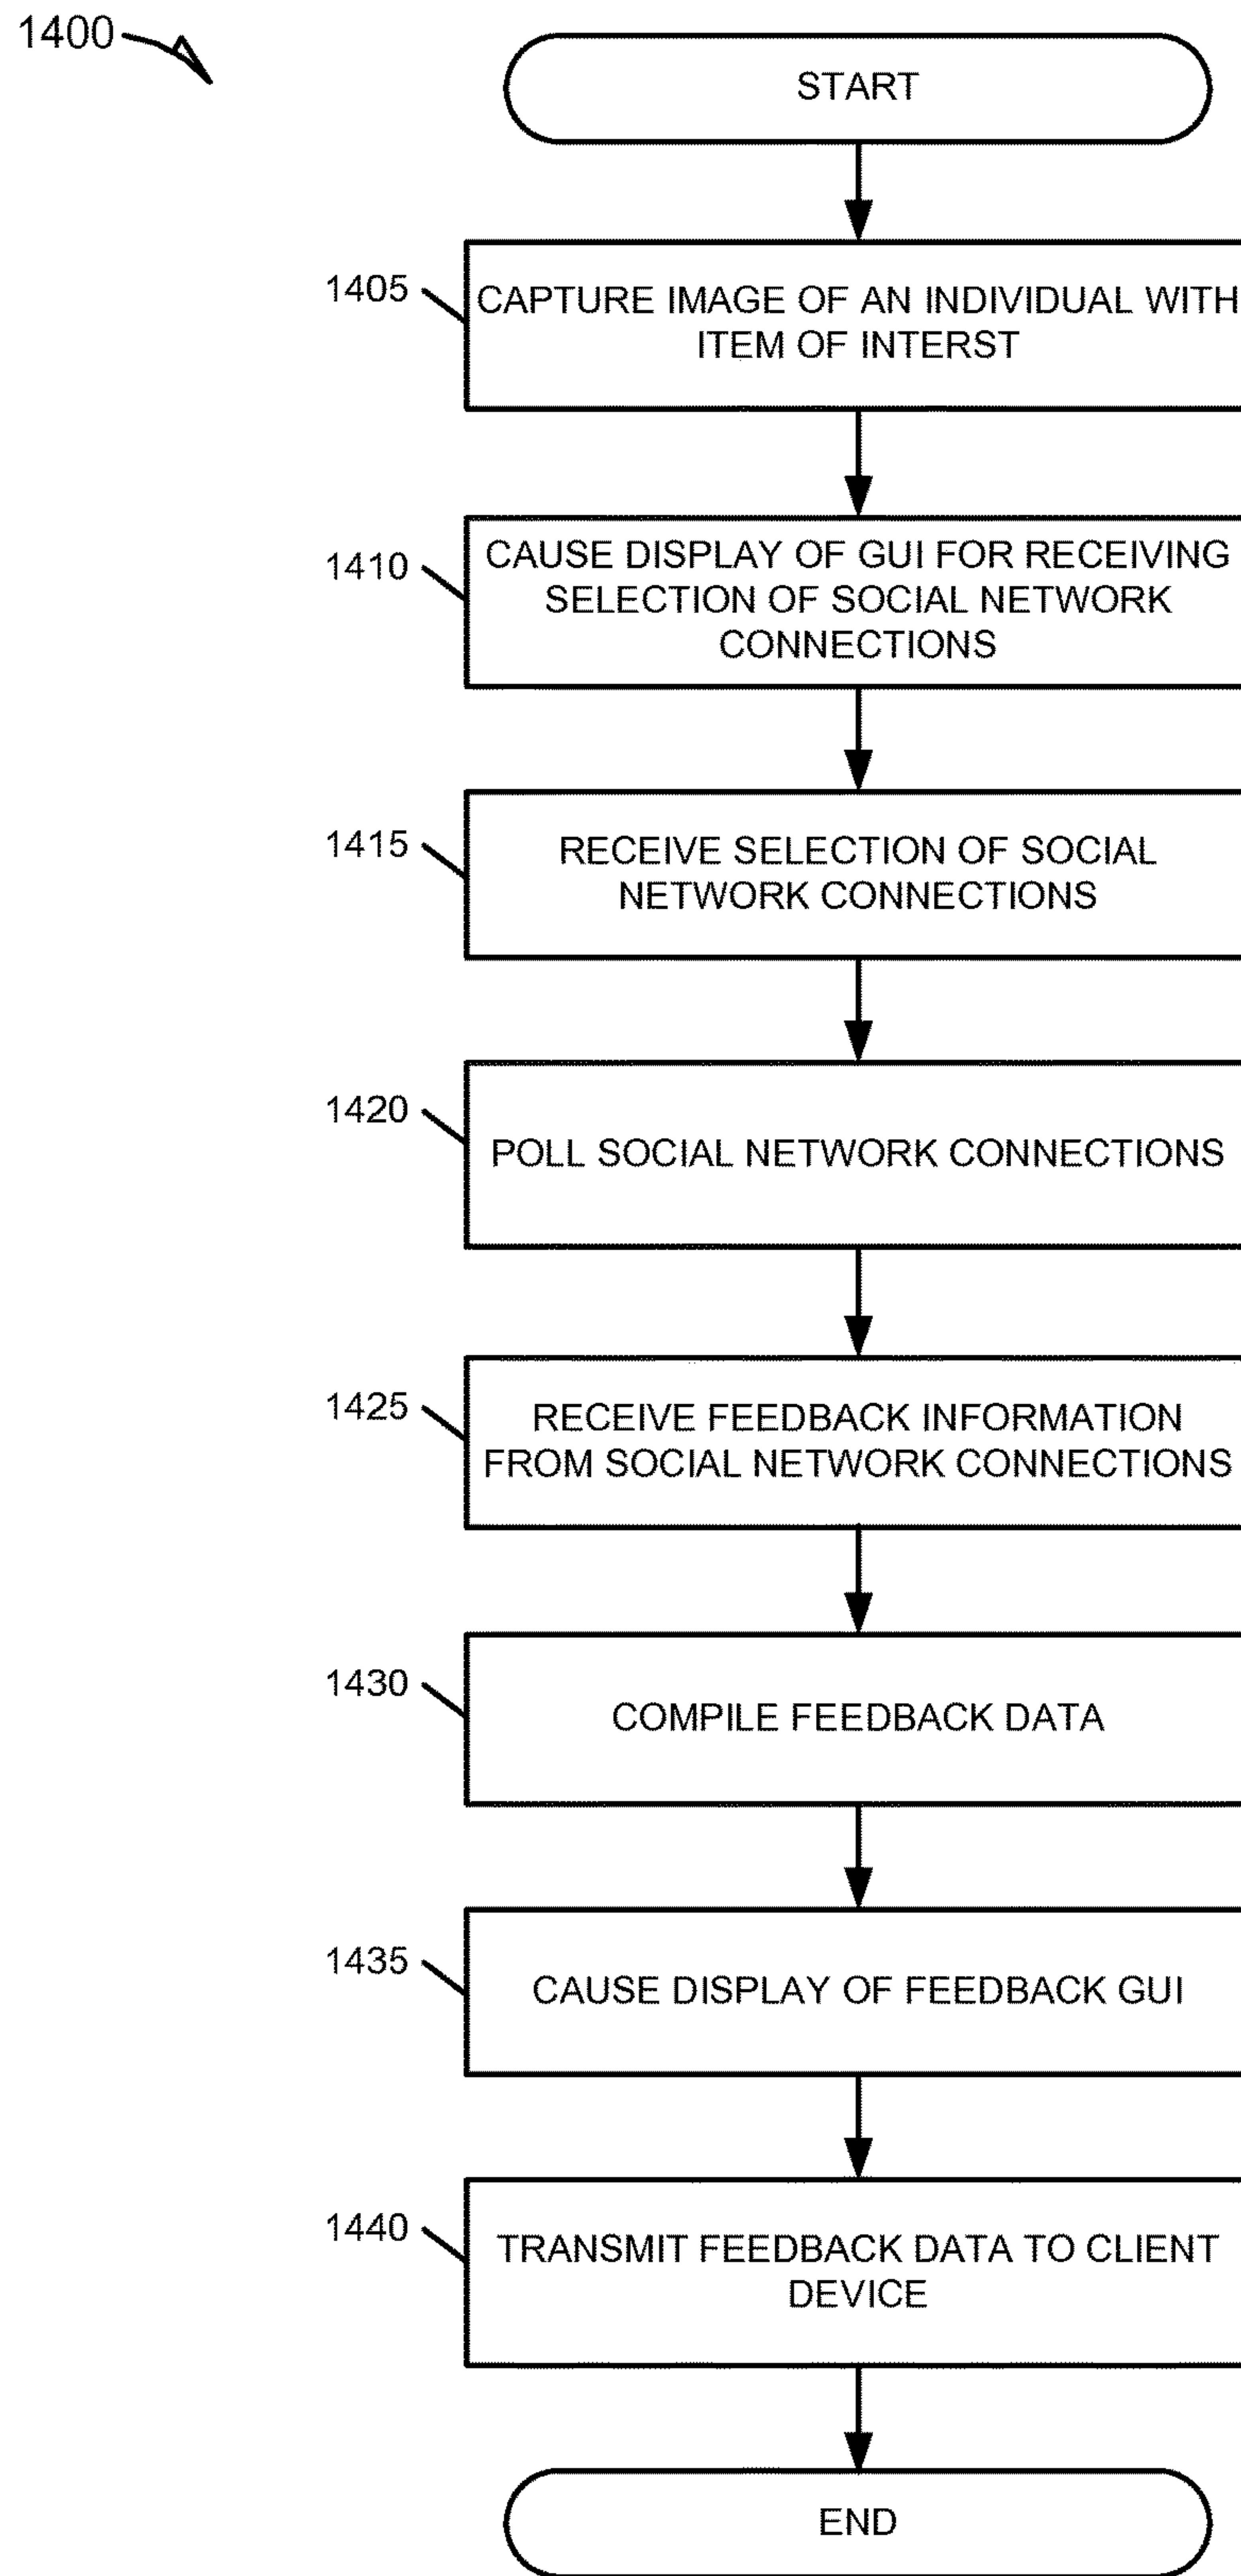 1400
START
1405
CAPTURE IMAGE OF AN INDIVIDUAL WITH
ITEM OF INTERST
1410
CAUSE DISPLAY OF GUI FOR RECEIVING
SELECTION OF SOCIAL NETWORK
CONNECTIONS
1415
RECEIVE SELECTION OF SOCIAL
NETWORK CONNECTIONS
1420
POLL SOCIAL NETWORK CONNECTIONS
1425
RECEIVE FEEDBACK INFORMATION
FROM SOCIAL NETWORK CONNECTIONS
1430
COMPILE FEEDBACK DATA
1435
CAUSE DISPLAY OF FEEDBACK GUI
1440
TRANSMIT FEEDBACK DATA TO CLIENT
DEVICE
END